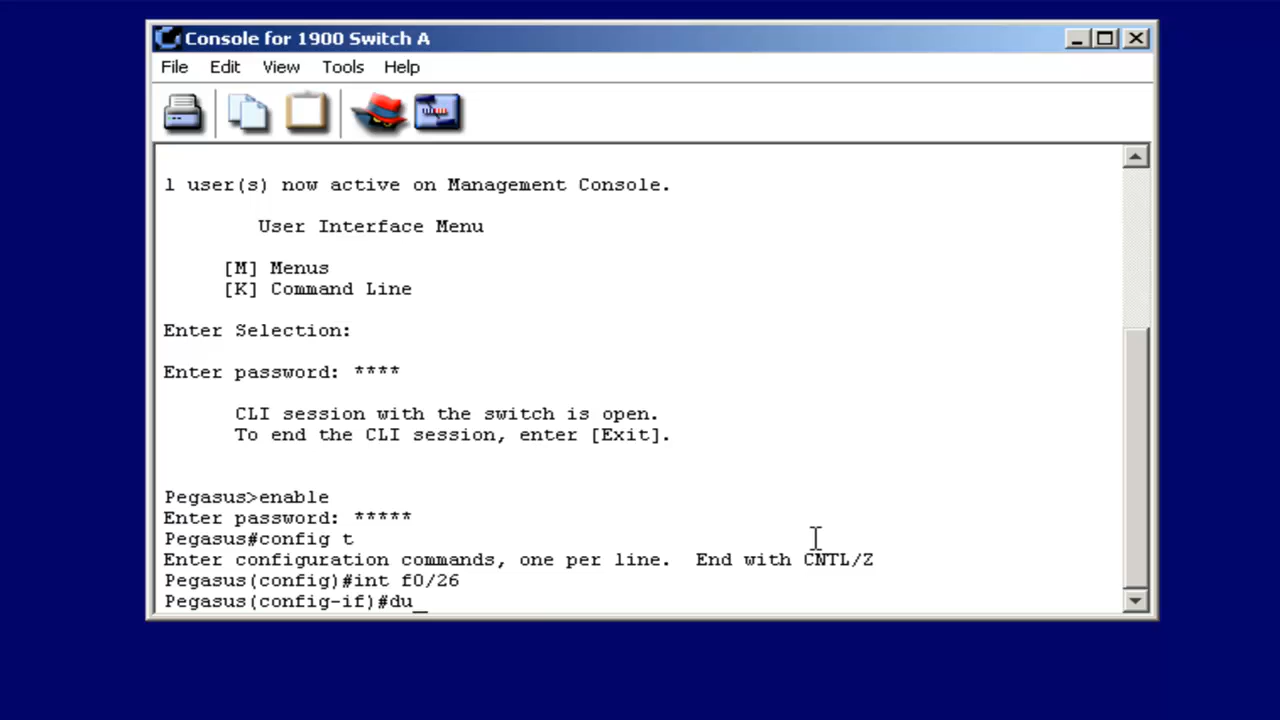 Console for 1900 Switch A
File Edit View Tools Help
1 user(s) now active on Management Console.
User Interface Menu
[M] Menus
[K] Command Line
Enter Selection:
Enter password: ****
CLI session with the switch is open.
To end the CLI session, enter [Exit].
Pegasus>enable
Enter password: *****
Pegasus#config t
Enter configuration commands, one per line. End with CNTL/Z
Pegasus(config)#int f0/26
Pegasus(config-if)#du_